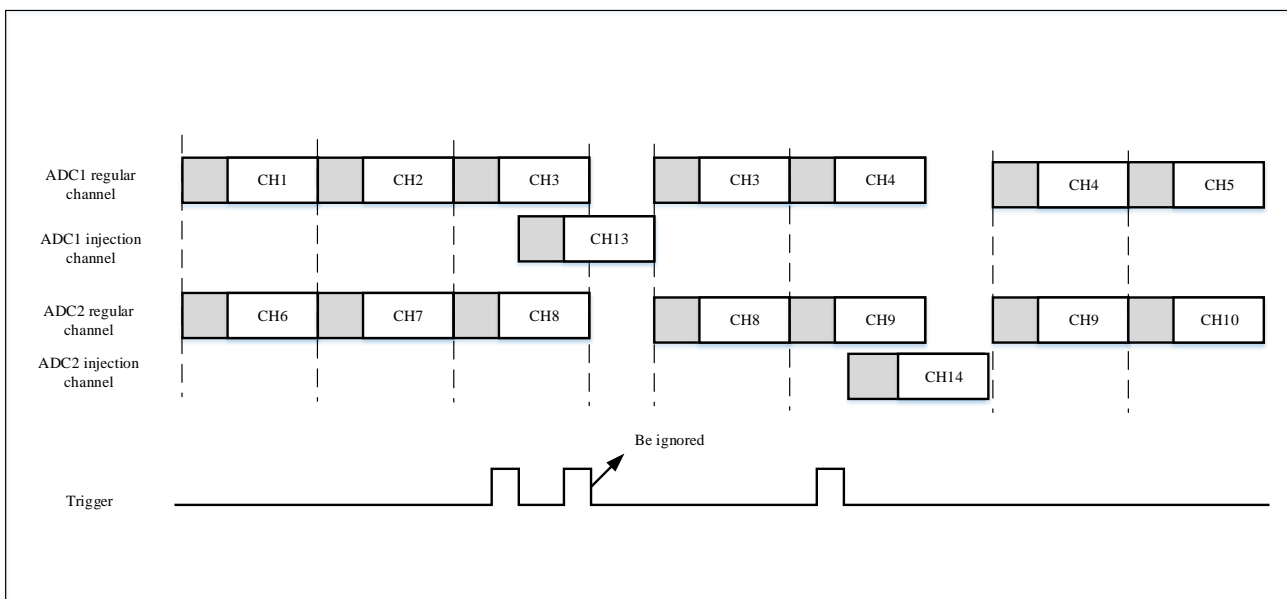 ADC1 regular
channel
CH1
CH2
CH3
CH3
CH4
CH4
CH5
ADC1 injection
channel
CH13
ADC2 regular
channel
CH6
CH7
CH8
CH8
CH9
CH9
CH10
ADC2 injection
channel
CH14
Be ignored
Trigger